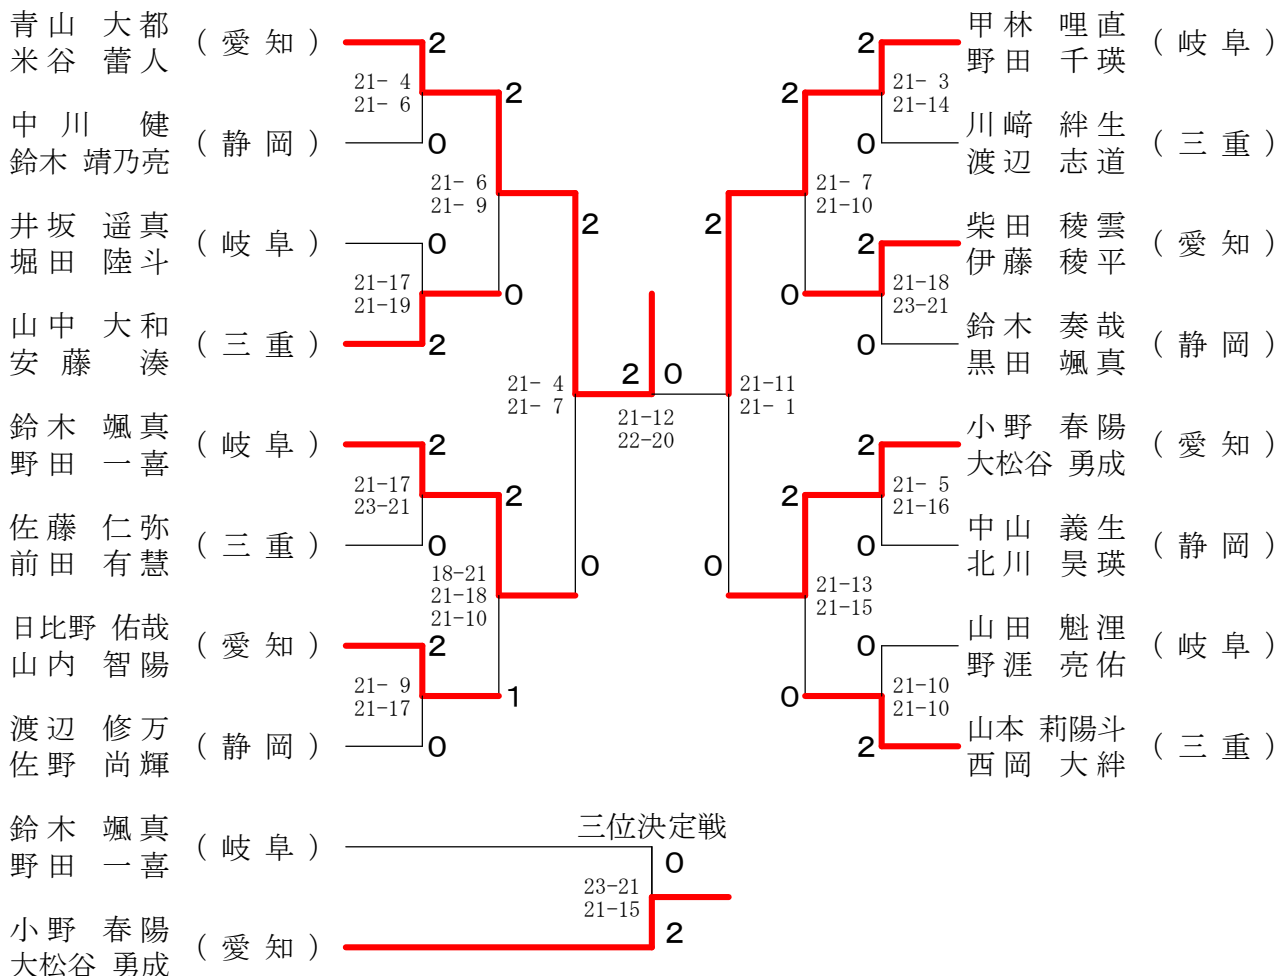 青山 大都
米谷 蕾人
(愛知)
2
21- 4
21- 6
2
中川 健
鈴木 靖乃亮
(静岡)
0
21- 6
21- 9
2
井坂 遥真
堀田 陸斗
(岐阜)
0
21-17
21-19
0
山中 大和
安藤 湊
(三重)
2
21- 4
21- 7
鈴木 颯真
野田 一喜
(岐阜)
2
21-17
23-21
2
佐藤 仁弥
前田 有慧
(三重)
0
18-21
21-18
21-10
0
日比野 佑哉
山内 智陽
(愛知)
2
21- 9
21-17
1
渡辺 修万
佐野 尚輝
(静岡)
0
2 0
21-12
22-20
甲林 哩直
野田 千瑛
(岐阜)
2
21- 3
21-14
2
川﨑 絆生
渡辺 志道
(三重)
0
21- 7
21-10
2
柴田 稜雲
伊藤 稜平
(愛知)
2
21-18
23-21
0
鈴木 奏哉
黒田 颯真
(静岡)
0
21-11
21- 1
小野 春陽
大松谷 勇成
(愛知)
2
21- 5
21-16
2
中山 義生
北川 昊瑛
(静岡)
0
21-13
21-15
0
山田 魁浬
野涯 亮佑
(岐阜)
0
21-10
21-10
0
山本 莉陽斗
西岡 大絆
(三重)
2
三位決定戦
鈴木 颯真
野田 一喜
(岐阜)
0
23-21
21-15
小野 春陽
大松谷 勇成
(愛知)
2